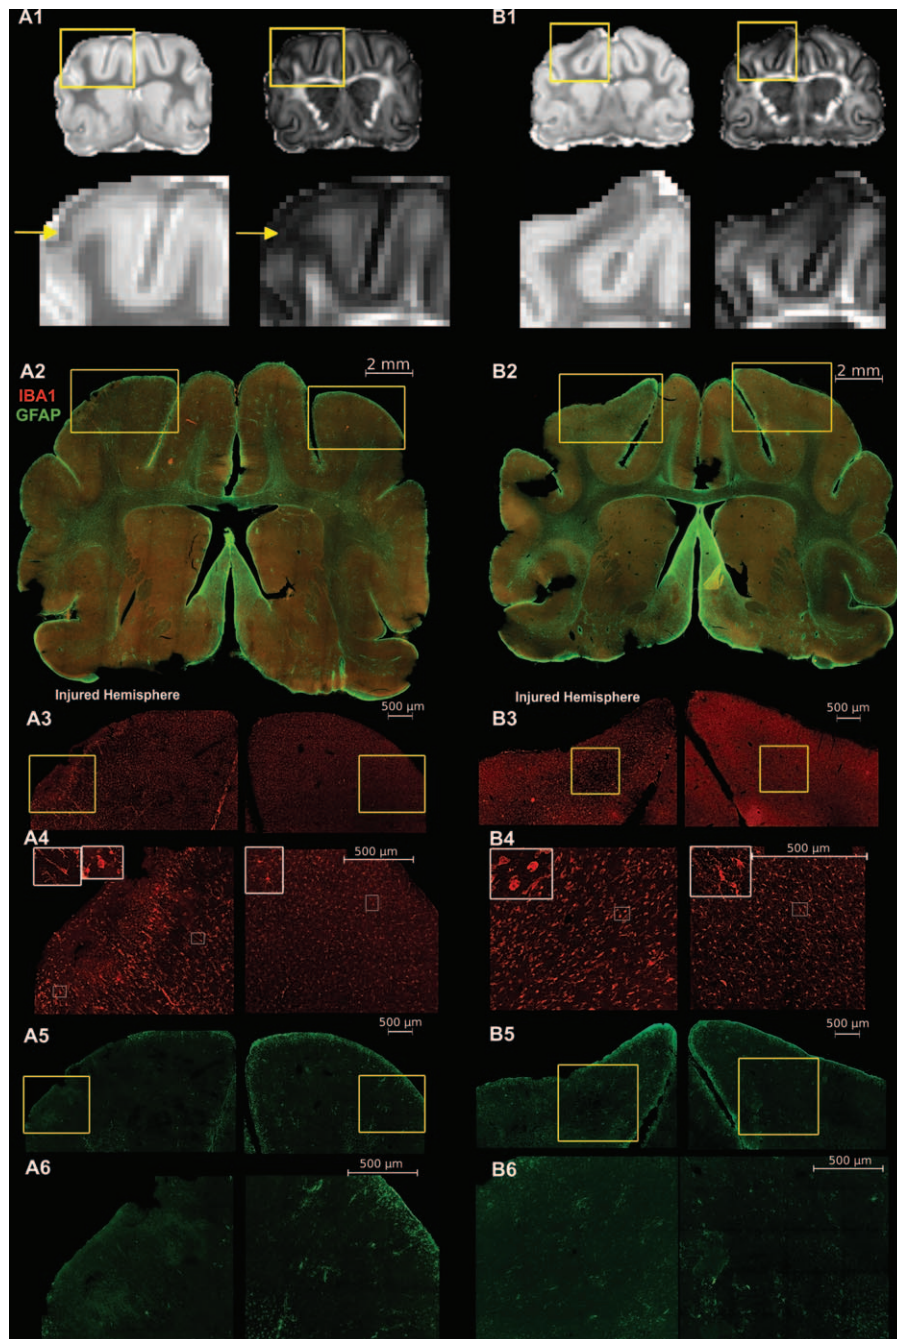 A1
B1
A2
2 mm
B2
2 mm
IBA1
GFAP
Injured Hemisphere
500 µm
Injured Hemisphere
500 µm
A3
B3
A4
500 µm
B4
500 µm
A5
500 µm
B5
500 µm
A6
500 µm
B6
500 µm